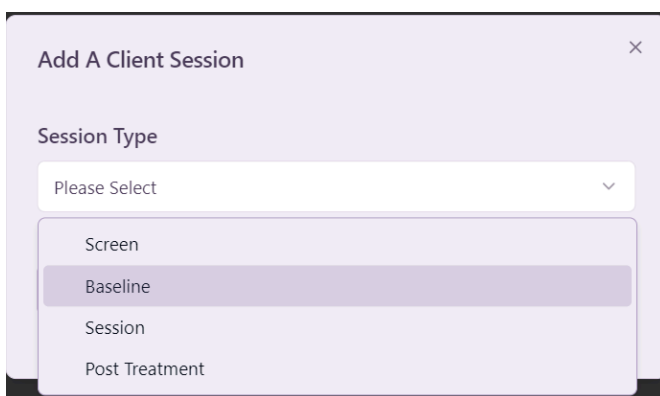 Add A Client Session
Session Type
Please Select
Screen
Baseline
Session
Post Treatment